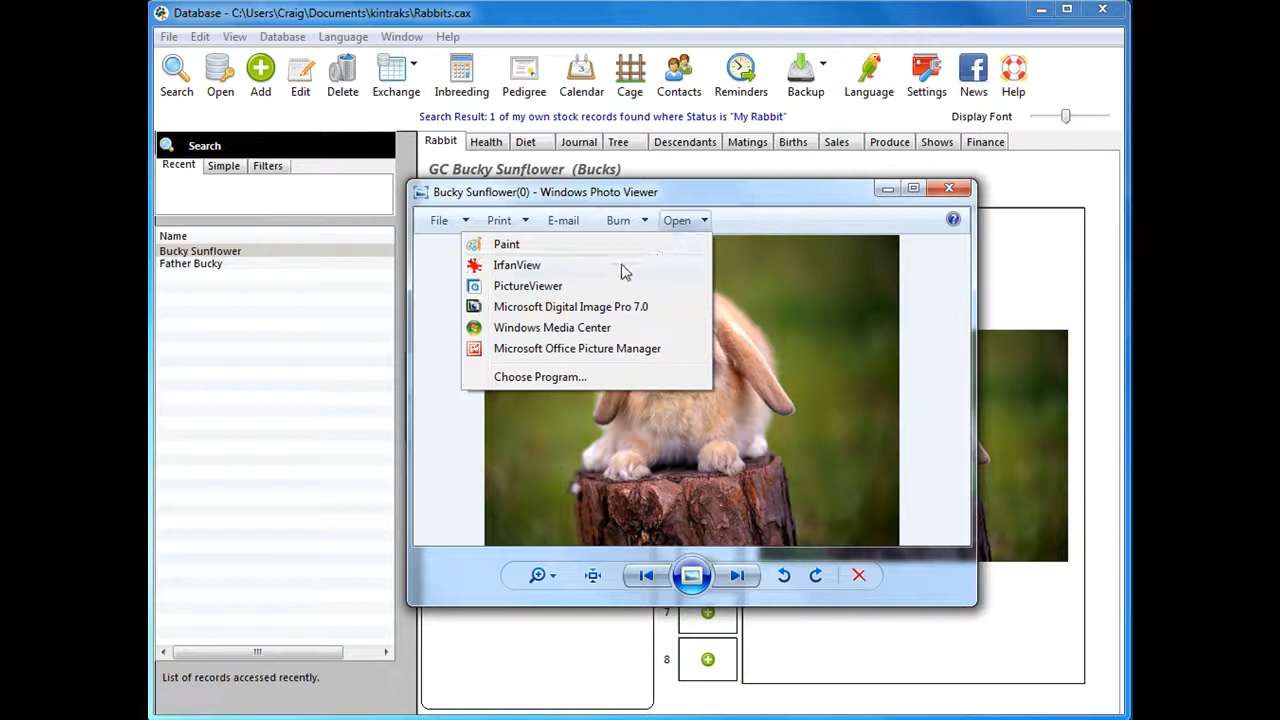 Database - C:\Users\Craig\Documents\kintraks\Rabbits.cax
File Edit View Database Language Window Help
Search Open Add Edit Delete Exchange Inbreeding Pedigree Calendar Cage Contacts Reminders Backup Language Settings News Help
Search Result: 1 of my own stock records found where Status is "My Rabbit"
Display Font
Search
Rabbit Health Diet Journal Tree Descendants Matings Births Sales Produce Shows Finance
Recent Simple Filters
GC Bucky Sunflower (Bucks)
Bucky Sunflower(0) - Windows Photo Viewer
File Print E-mail Burn Open
Name
Bucky Sunflower
Father Bucky
Paint
IrfanView
PictureViewer
Microsoft Digital Image Pro 7.0
Windows Media Center
Microsoft Office Picture Manager
Choose Program...
7
8
List of records accessed recently.